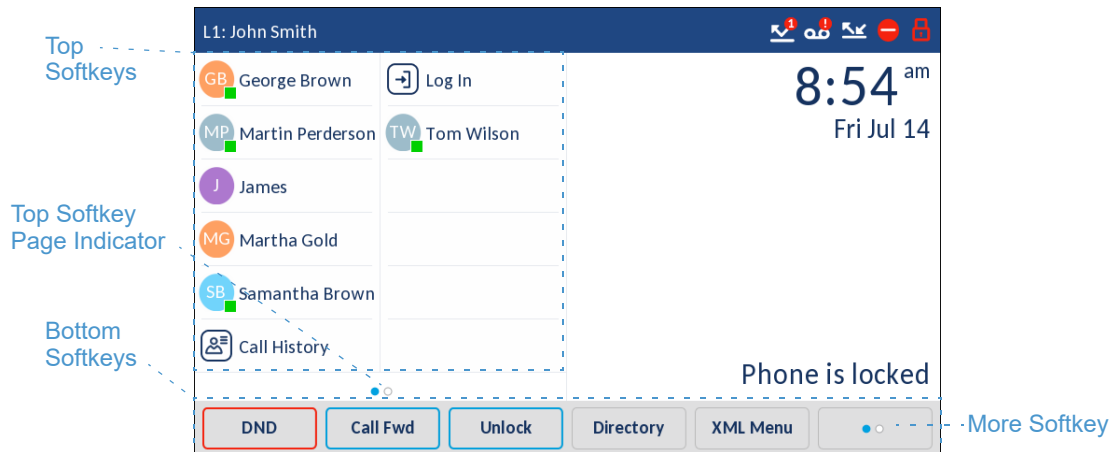 L1: John Smith
1
!
Top
Softkeys
GB George Brown
Log In
8:54 am
MP Martin Perderson
TW Tom Wilson
Fri Jul 14
J James
Top Softkey
Page Indicator
MG Martha Gold
SB Samantha Brown
Bottom
Softkeys
Call History
Phone is locked
DND
Call Fwd
Unlock
Directory
XML Menu
More Softkey